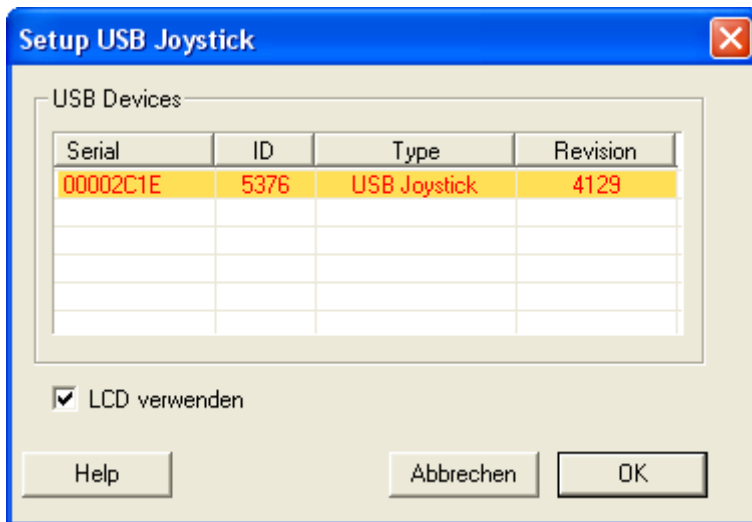 Setup USB Joystick
USB Devices
Serial ID Type Revision
00002C1E 5376 USB Joystick 4129
LCD verwenden
Help Abbrechen OK